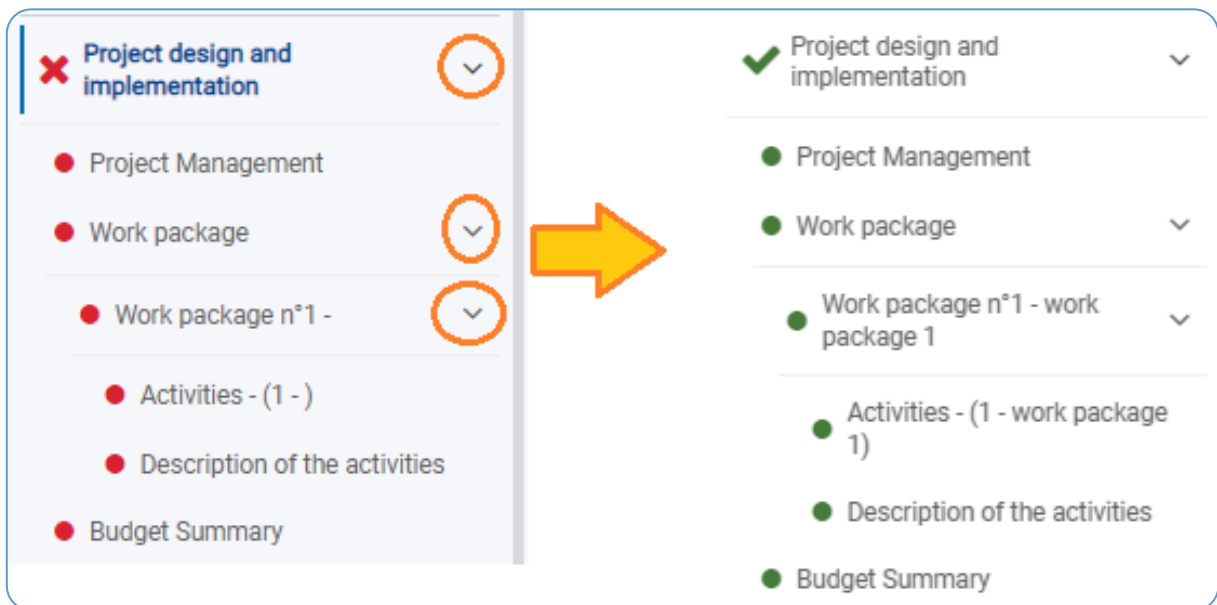 Project design and
implementation
Project Management
Work package
Work package n°1 -
Activities - (1 - )
Description of the activities
Budget Summary
Project design and
implementation
Project Management
Work package
Work package n°1 - work
package 1
Activities - (1 - work package
1)
Description of the activities
Budget Summary